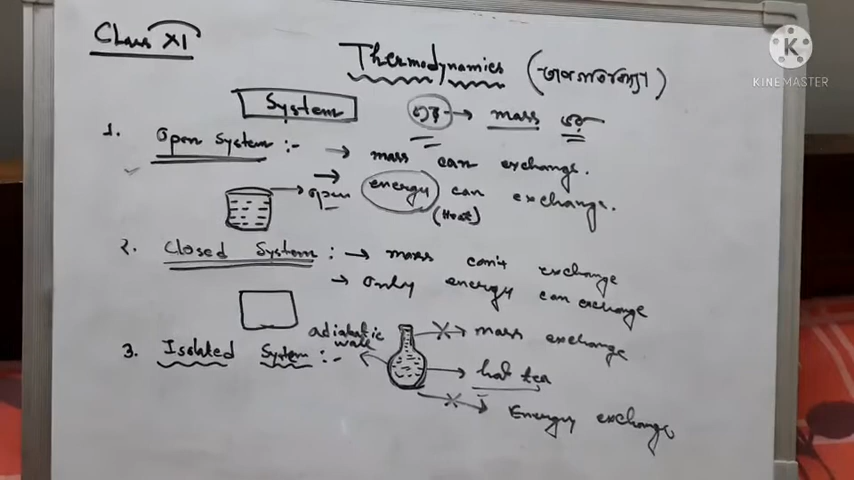 Class XI
Thermodynamics
System
→ mass
1. Open System :- → mass can exchange.
→ open energy can exchange.
(Heat)
2. Closed System : → mass can't exchange
→ Only energy can exchange
3. Isolated System :-
adiabatic
wall
mass exchange
hot tea
Energy exchange
K
KINEMASTER